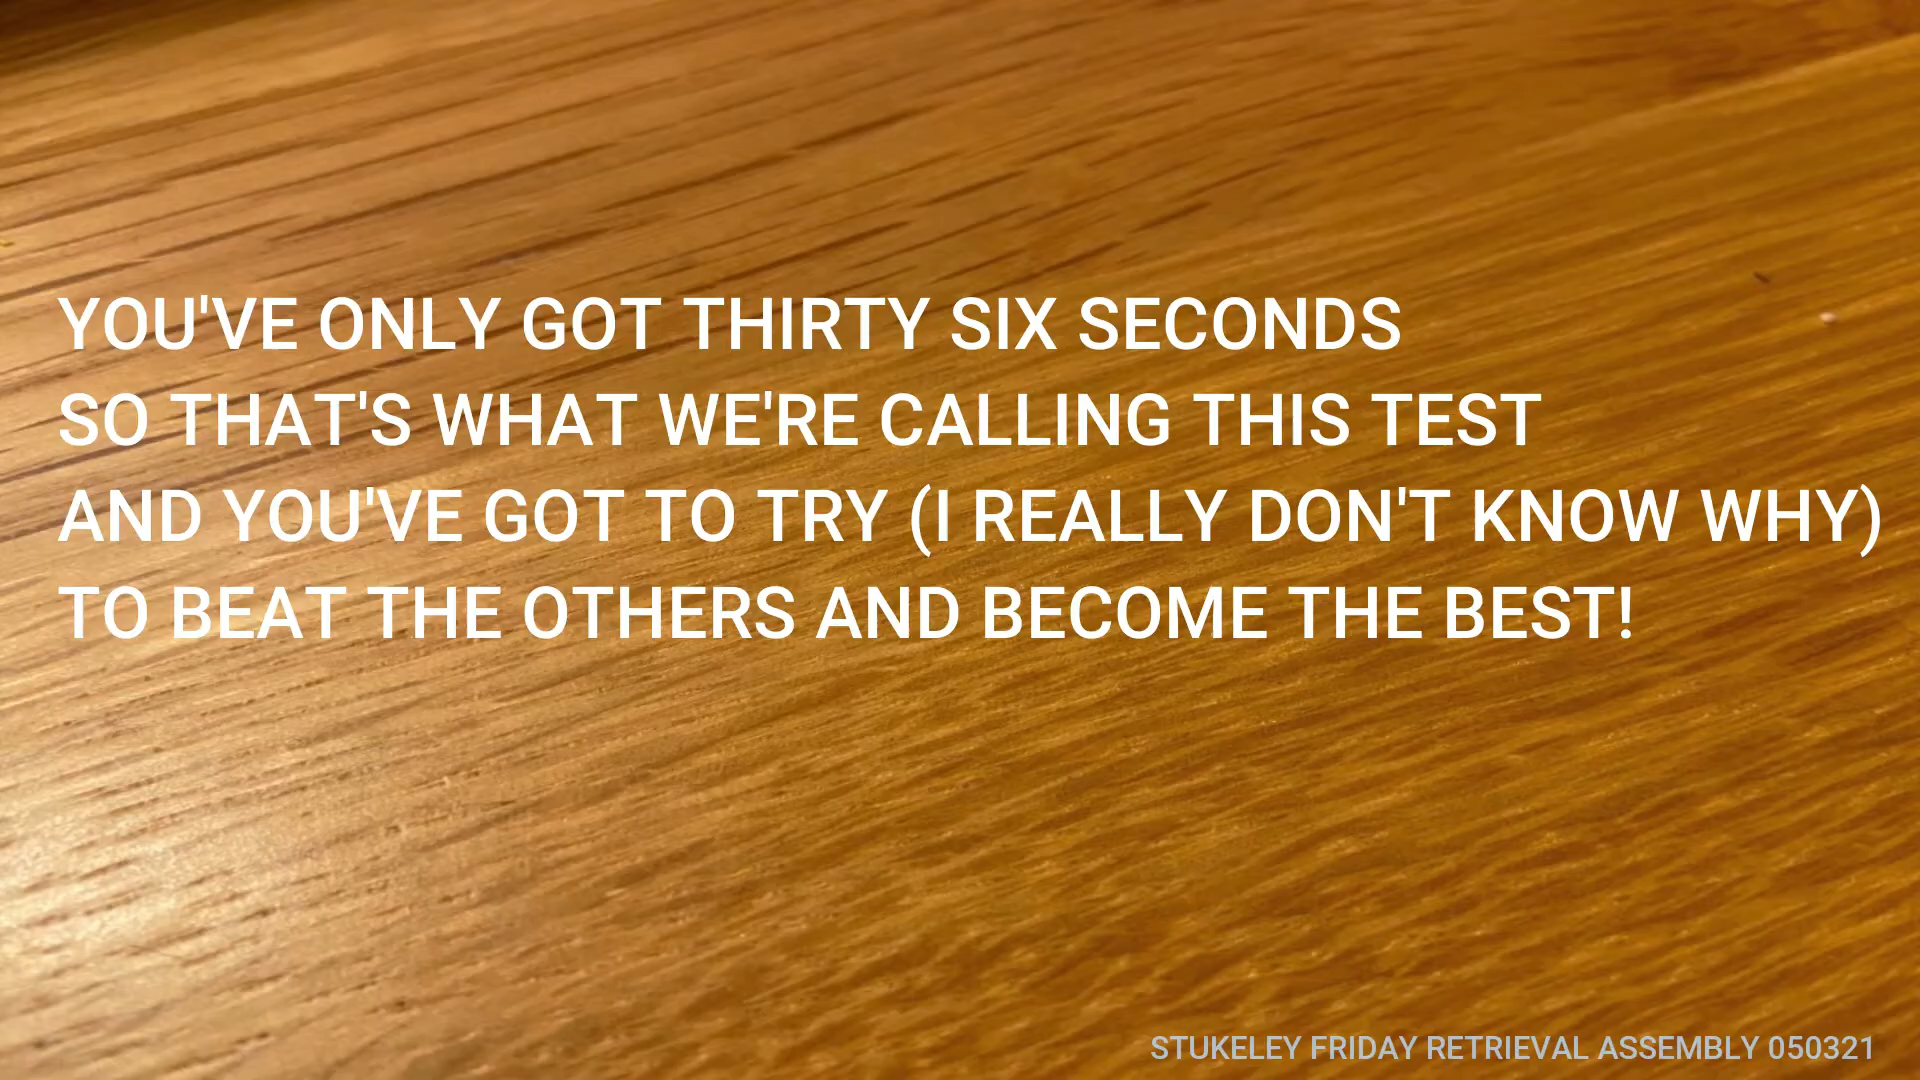 YOU'VE ONLY GOT THIRTY SIX SECONDS
SO THAT'S WHAT WE'RE CALLING THIS TEST
AND YOU'VE GOT TO TRY (I REALLY DON'T KNOW WHY)
TO BEAT THE OTHERS AND BECOME THE BEST!
STUKELEY FRIDAY RETRIEVAL ASSEMBLY 050321